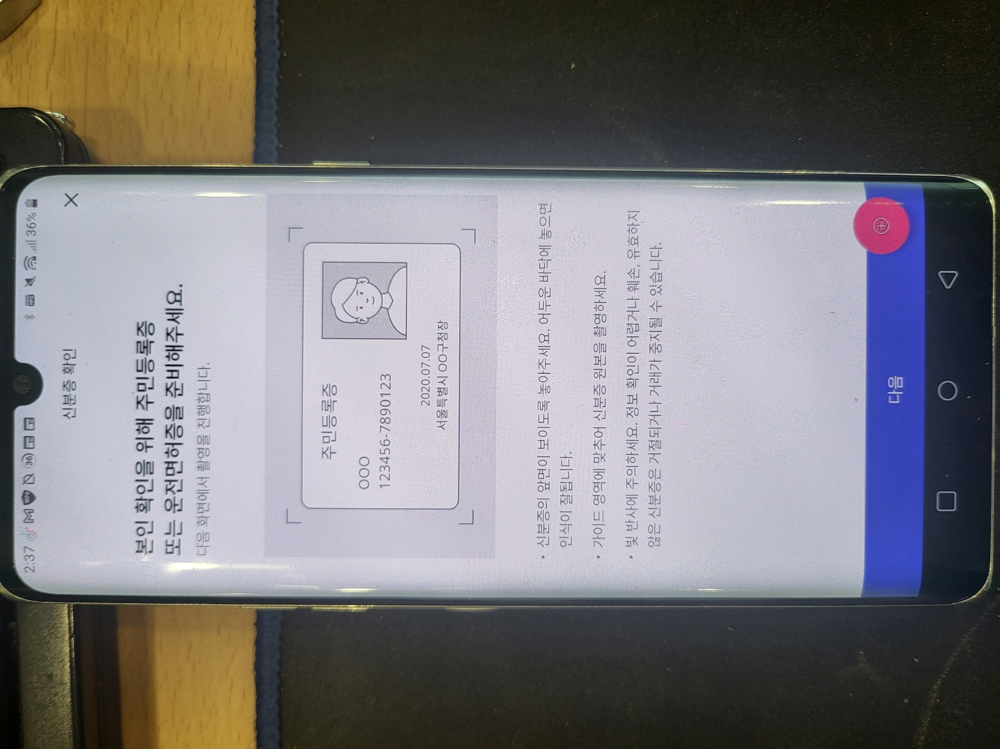 2:37 36 36%
신분증 확인
본인 확인을 위해 주민등록증
또는 운전면허증을 준비해주세요.
다음 화면에서 촬영을 진행합니다.
주민등록증
OOO
123456-7890123
2020.07.07
서울특별시 OO구청장
• 신분증의 앞면이 보이도록 놓아주세요. 어두운 바닥에 놓으면
인식이 잘됩니다.
• 가이드 영역에 맞추어 신분증 원본을 촬영하세요.
• 빛 반사에 주의하세요. 정보 확인이 어렵거나 훼손, 유효하지
않은 신분증은 거절되거나 거래가 중지될 수 있습니다.
다음